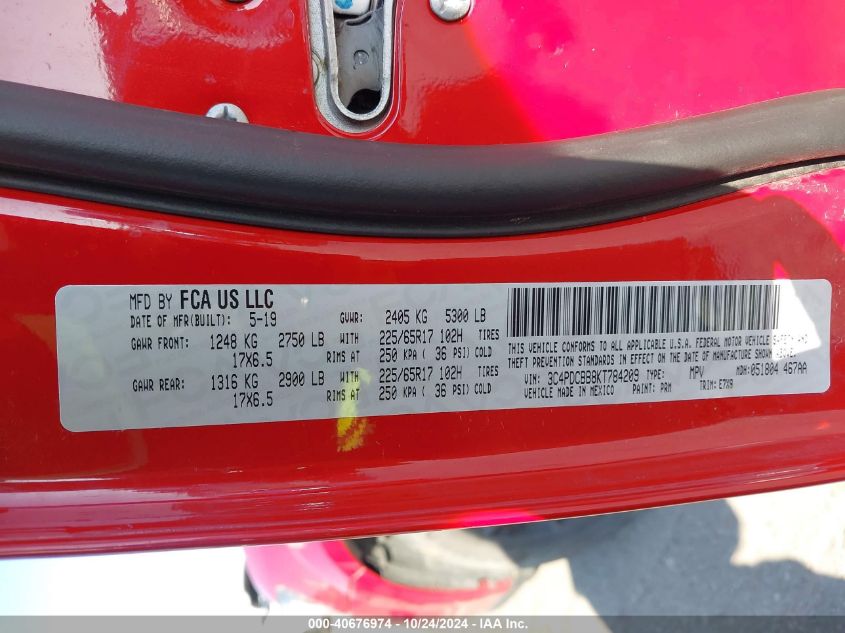 MFD BY FCA US LLC
DATE OF MFR(BUILT): 5-19 GVWR: 2405 KG 5300 LB
GAWR FRONT: 1248 KG 2750 LB WITH 225/65R17 102H TIRES
17X6.5 RIMS AT 250 KPA ( 36 PSI) COLD
GAWR REAR: 1316 KG 2900 LB WITH 225/65R17 102H TIRES
17X6.5 RIMS AT 250 KPA ( 36 PSI) COLD
THIS VEHICLE CONFORMS TO ALL APPLICABLE U.S.A. FEDERAL MOTOR VEHICLE SAFETY AND
THEFT PREVENTION STANDARDS IN EFFECT ON THE DATE OF MANUFACTURE SHOWN ABOVE.
VIN: 3C4PDCBB8KT784209 TYPE: MPV MDH: 051804 467AA
VEHICLE MADE IN MEXICO PAINT: PRM TRIM: E7X9
000-40676974 / 10/24/2024 - IAA Inc.